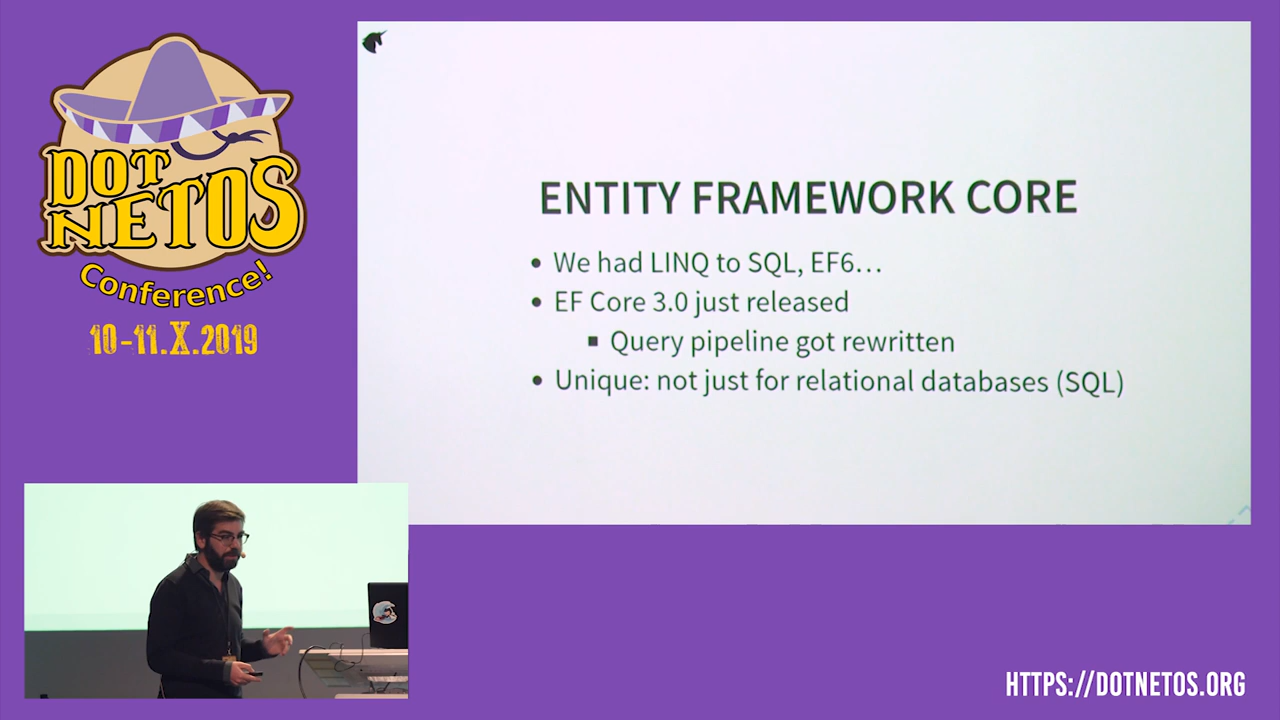 DOT
NETOS
Conference!
10-11.X.2019
ENTITY FRAMEWORK CORE
• We had LINQ to SQL, EF6...
• EF Core 3.0 just released
▪ Query pipeline got rewritten
• Unique: not just for relational databases (SQL)
HTTPS://DOTNETOS.ORG